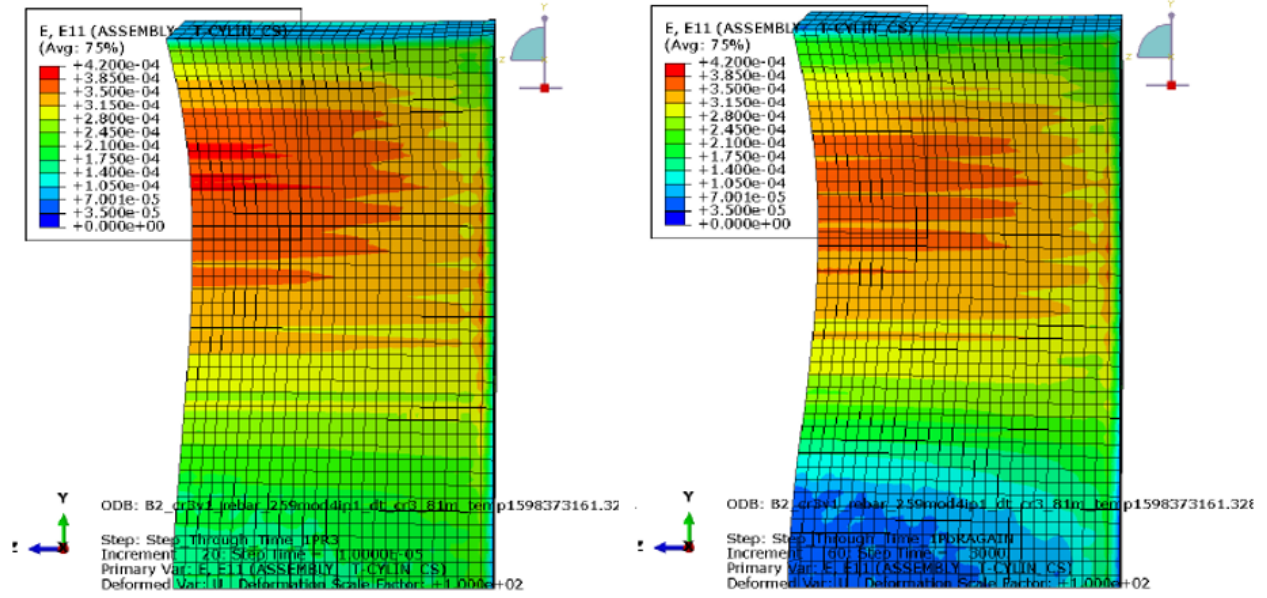 E, E11 (ASSEMBLY__T-CYLIN_CS)
(Avg: 75%)
+4.200e-04
+3.850e-04
+3.500e-04
+3.150e-04
+2.800e-04
+2.450e-04
+2.100e-04
+1.750e-04
+1.400e-04
+1.050e-04
+7.001e-05
+3.500e-05
+0.000e+00
Y
Z
Y
Z
ODB: B2_cr3v1_rebar_259mod4ip1_dt_cr3_81m_temp1598373161.32
Step: Step_Through_Time_1PR3
Increment 20: Step Time = 1.0000E-05
Primary Var: E, E11 (ASSEMBLY__T-CYLIN_CS)
Deformed Var: U Deformation Scale Factor: +1.000e+02
E, E11 (ASSEMBLY__T-CYLIN_CS)
(Avg: 75%)
+4.200e-04
+3.850e-04
+3.500e-04
+3.150e-04
+2.800e-04
+2.450e-04
+2.100e-04
+1.750e-04
+1.400e-04
+1.050e-04
+7.001e-05
+3.500e-05
+0.000e+00
Y
Z
Y
ODB: B2_cr3v1_rebar_259mod4ip1_dt_cr3_81m_temp1598373161.328
Step: Step_Through_Time_1PDRAGAIN
Increment 60: Step Time = 3000
Primary Var: E, E11 (ASSEMBLY__T-CYLIN_CS)
Deformed Var: U Deformation Scale Factor: +1.000e+02